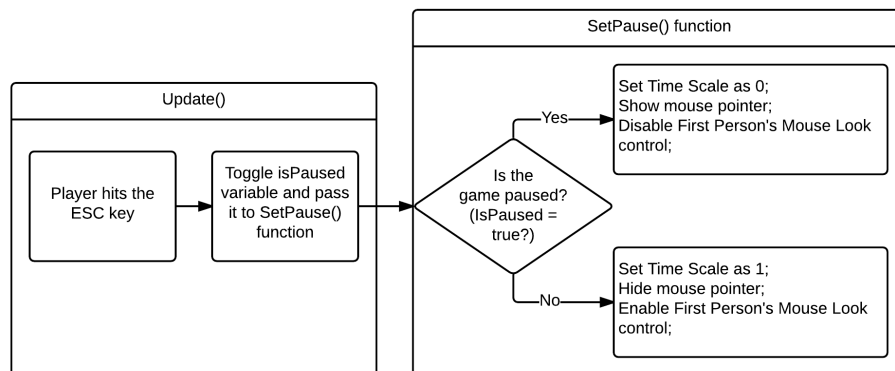 SetPause() function
Update()
Player hits the
ESC key
Toggle isPaused
variable and pass
it to SetPause()
function
Is the
game paused?
(IsPaused =
true?)
Yes
Set Time Scale as 0;
Show mouse pointer;
Disable First Person's Mouse Look
control;
No
Set Time Scale as 1;
Hide mouse pointer;
Enable First Person's Mouse Look
control;